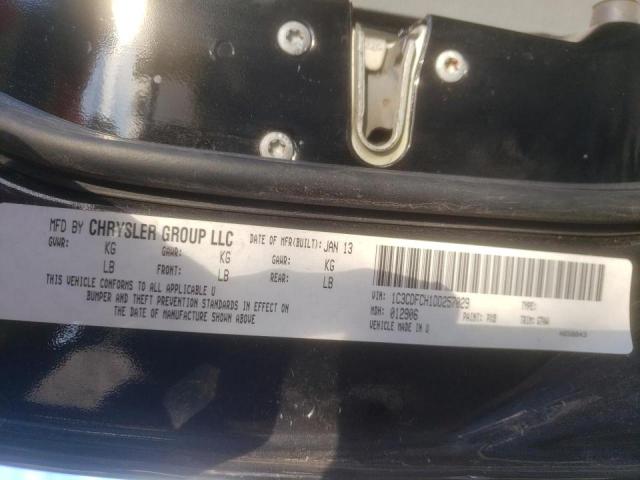 MFD BY CHRYSLER GROUP LLC DATE OF MFR(BUILT): JAN 13
GVWR: KG GAWR: KG GAWR: KG
LB FRONT: LB REAR: LB
THIS VEHICLE CONFORMS TO ALL APPLICABLE U
BUMPER AND THEFT PREVENTION STANDARDS IN EFFECT ON
THE DATE OF MANUFACTURE SHOWN ABOVE
VIN: 1C3CDFCH1DD257029 TYPE:
MDH: 012906 PAINT: TRIM:
VEHICLE MADE IN U